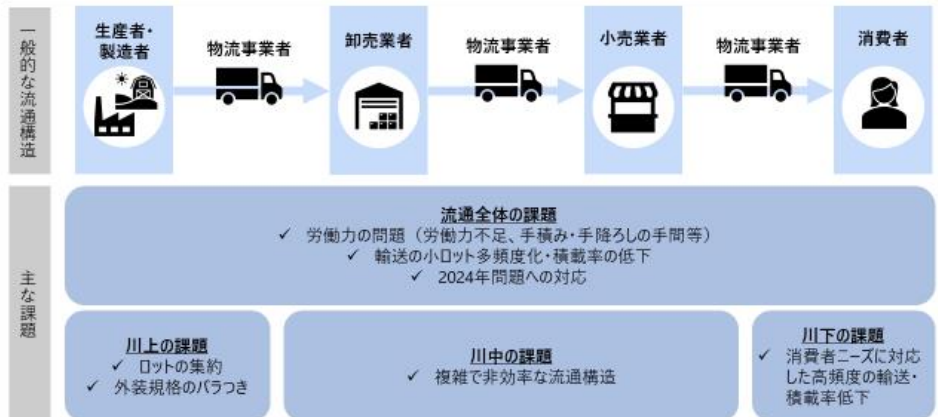 一般的な流通構造
生産者・
製造者
物流事業者
卸売業者
物流事業者
小売業者
物流事業者
消費者
主な課題
流通全体の課題
✓ 労働力の問題（労働力不足、手積み・手降ろしの手間等）
✓ 輸送の小ロット多頻度化・積載率の低下
✓ 2024年問題への対応
川上の課題
✓ ロットの集約
✓ 外装規格のバラつき
川中の課題
✓ 複雑で非効率な流通構造
川下の課題
✓ 消費者ニーズに対応
した高頻度の輸送・
積載率低下